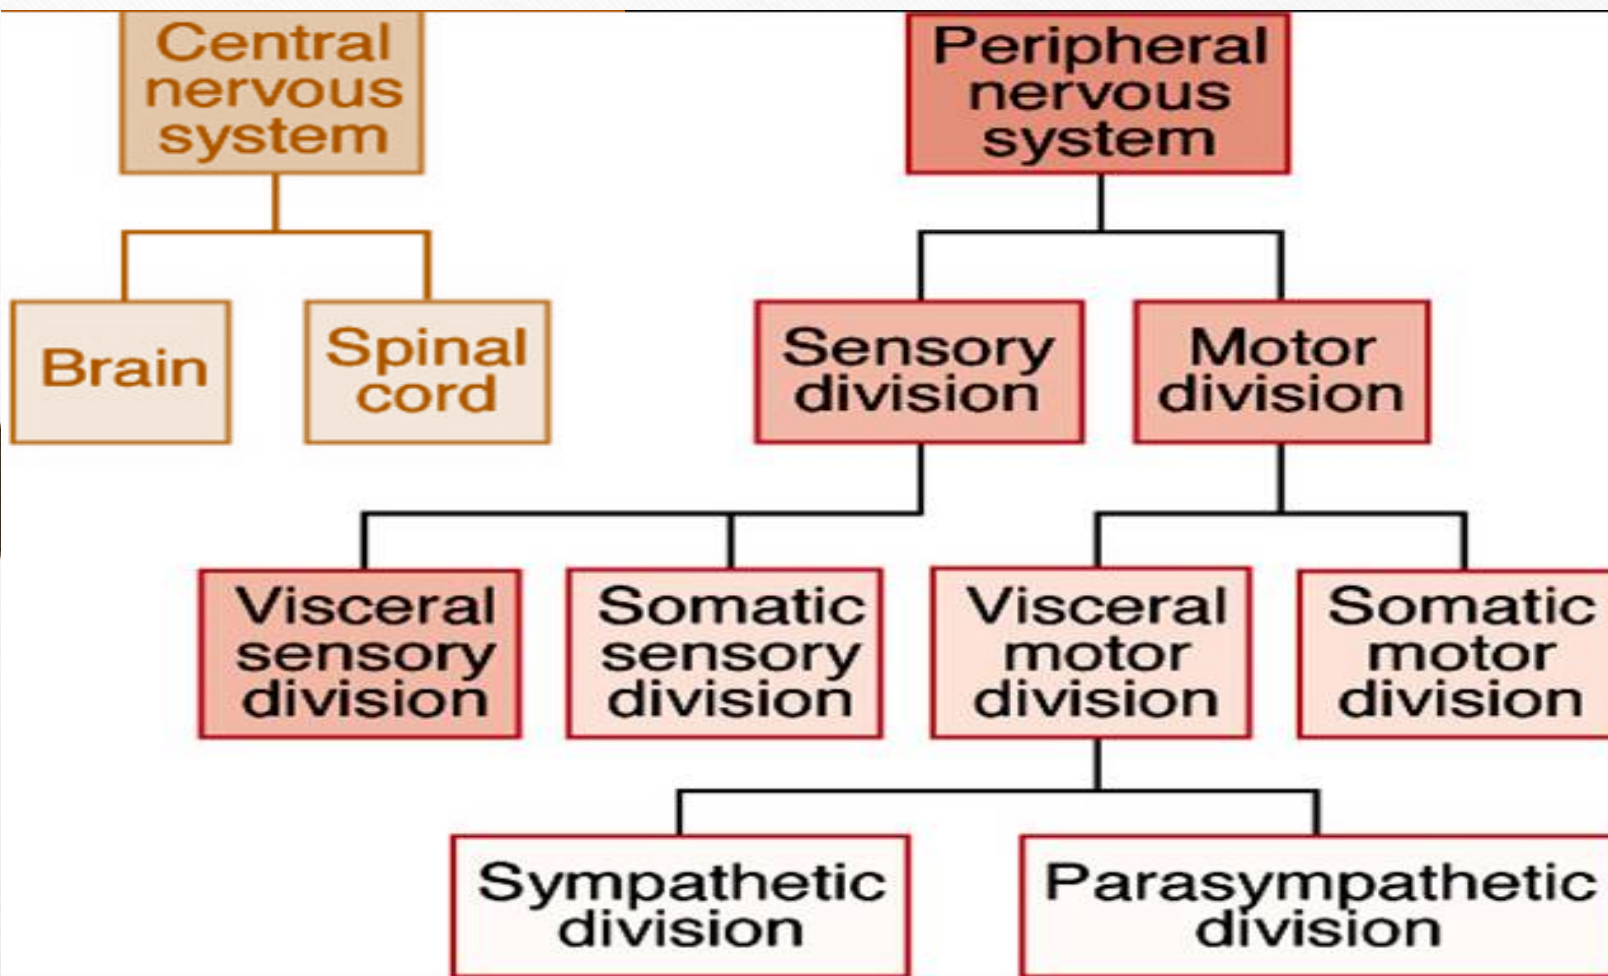 Central
nervous
system
Peripheral
nervous
system
Brain
Spinal
cord
Sensory
division
Motor
division
Visceral
sensory
division
Somatic
sensory
division
Visceral
motor
division
Somatic
motor
division
Sympathetic
division
Parasympathetic
division